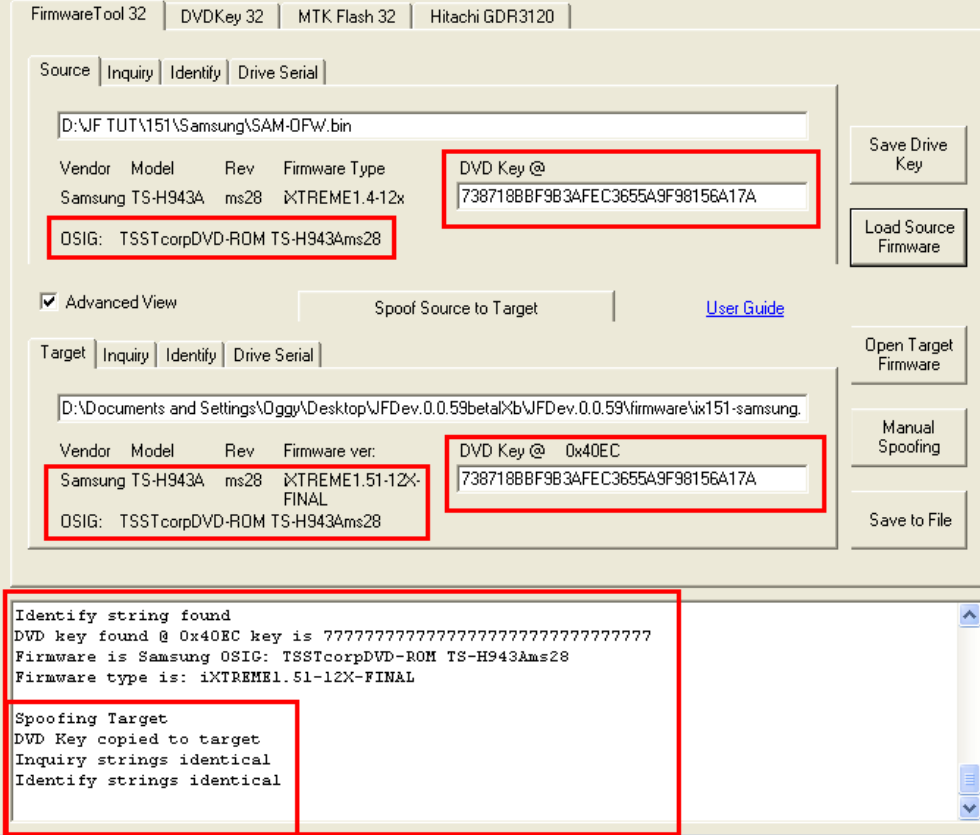 FirmwareTool 32 DVDKey 32 MTK Flash 32 Hitachi GDR3120
Source Inquiry Identify Drive Serial
D:\JF TUT\151\Samsung\SAM-OFW.bin
Save Drive Key
Vendor Model Rev Firmware Type DVD Key @
Samsung TS-H943A ms28 iXTREME1.4-12x 738718BBF9B3AFEC3655A9F98156A17A
OSIG: TSSTcorpDVD-ROM TS-H943Ams28
Load Source Firmware
Advanced View Spoof Source to Target User Guide
Target Inquiry Identify Drive Serial
Open Target Firmware
D:\Documents and Settings\Oggy\Desktop\JFDev.0.0.59betaIXb\JFDev.0.0.59\firmware\ix151-samsung.
Manual Spoofing
Vendor Model Rev Firmware ver: DVD Key @ 0x40EC
Samsung TS-H943A ms28 iXTREME1.51-12X-FINAL 738718BBF9B3AFEC3655A9F98156A17A
OSIG: TSSTcorpDVD-ROM TS-H943Ams28
Save to File
Identify string found
DVD key found @ 0x40EC key is 77777777777777777777777777777777
Firmware is Samsung OSIG: TSSTcorpDVD-ROM TS-H943Ams28
Firmware type is: iXTREME1.51-12X-FINAL
Spoofing Target
DVD Key copied to target
Inquiry strings identical
Identify strings identical